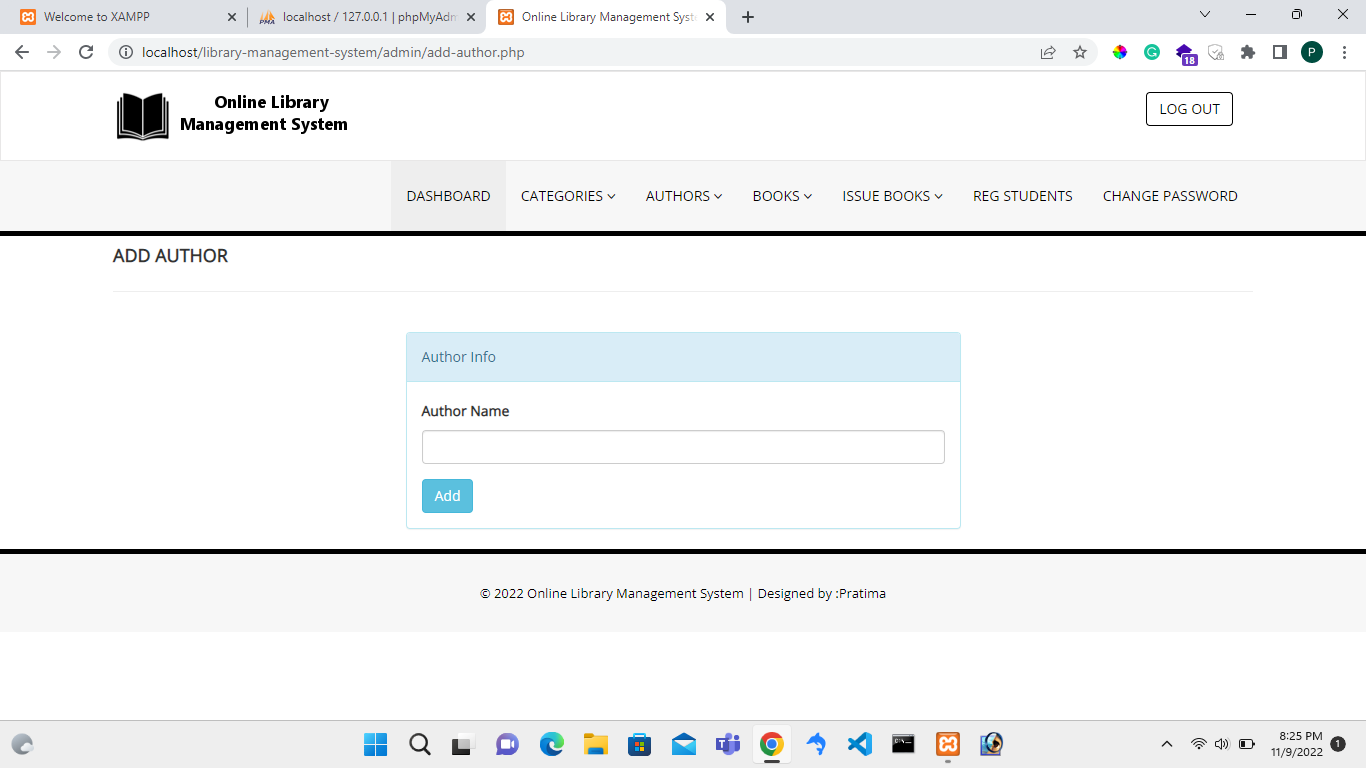 Welcome to XAMPP
localhost / 127.0.0.1 | phpMyAdm
Online Library Management Syst
localhost/library-management-system/admin/add-author.php
18
P
Online Library
Management System
LOG OUT
DASHBOARD CATEGORIES AUTHORS BOOKS ISSUE BOOKS REG STUDENTS CHANGE PASSWORD
ADD AUTHOR
Author Info
Author Name
Add
© 2022 Online Library Management System | Designed by :Pratima
8:25 PM
11/9/2022
1